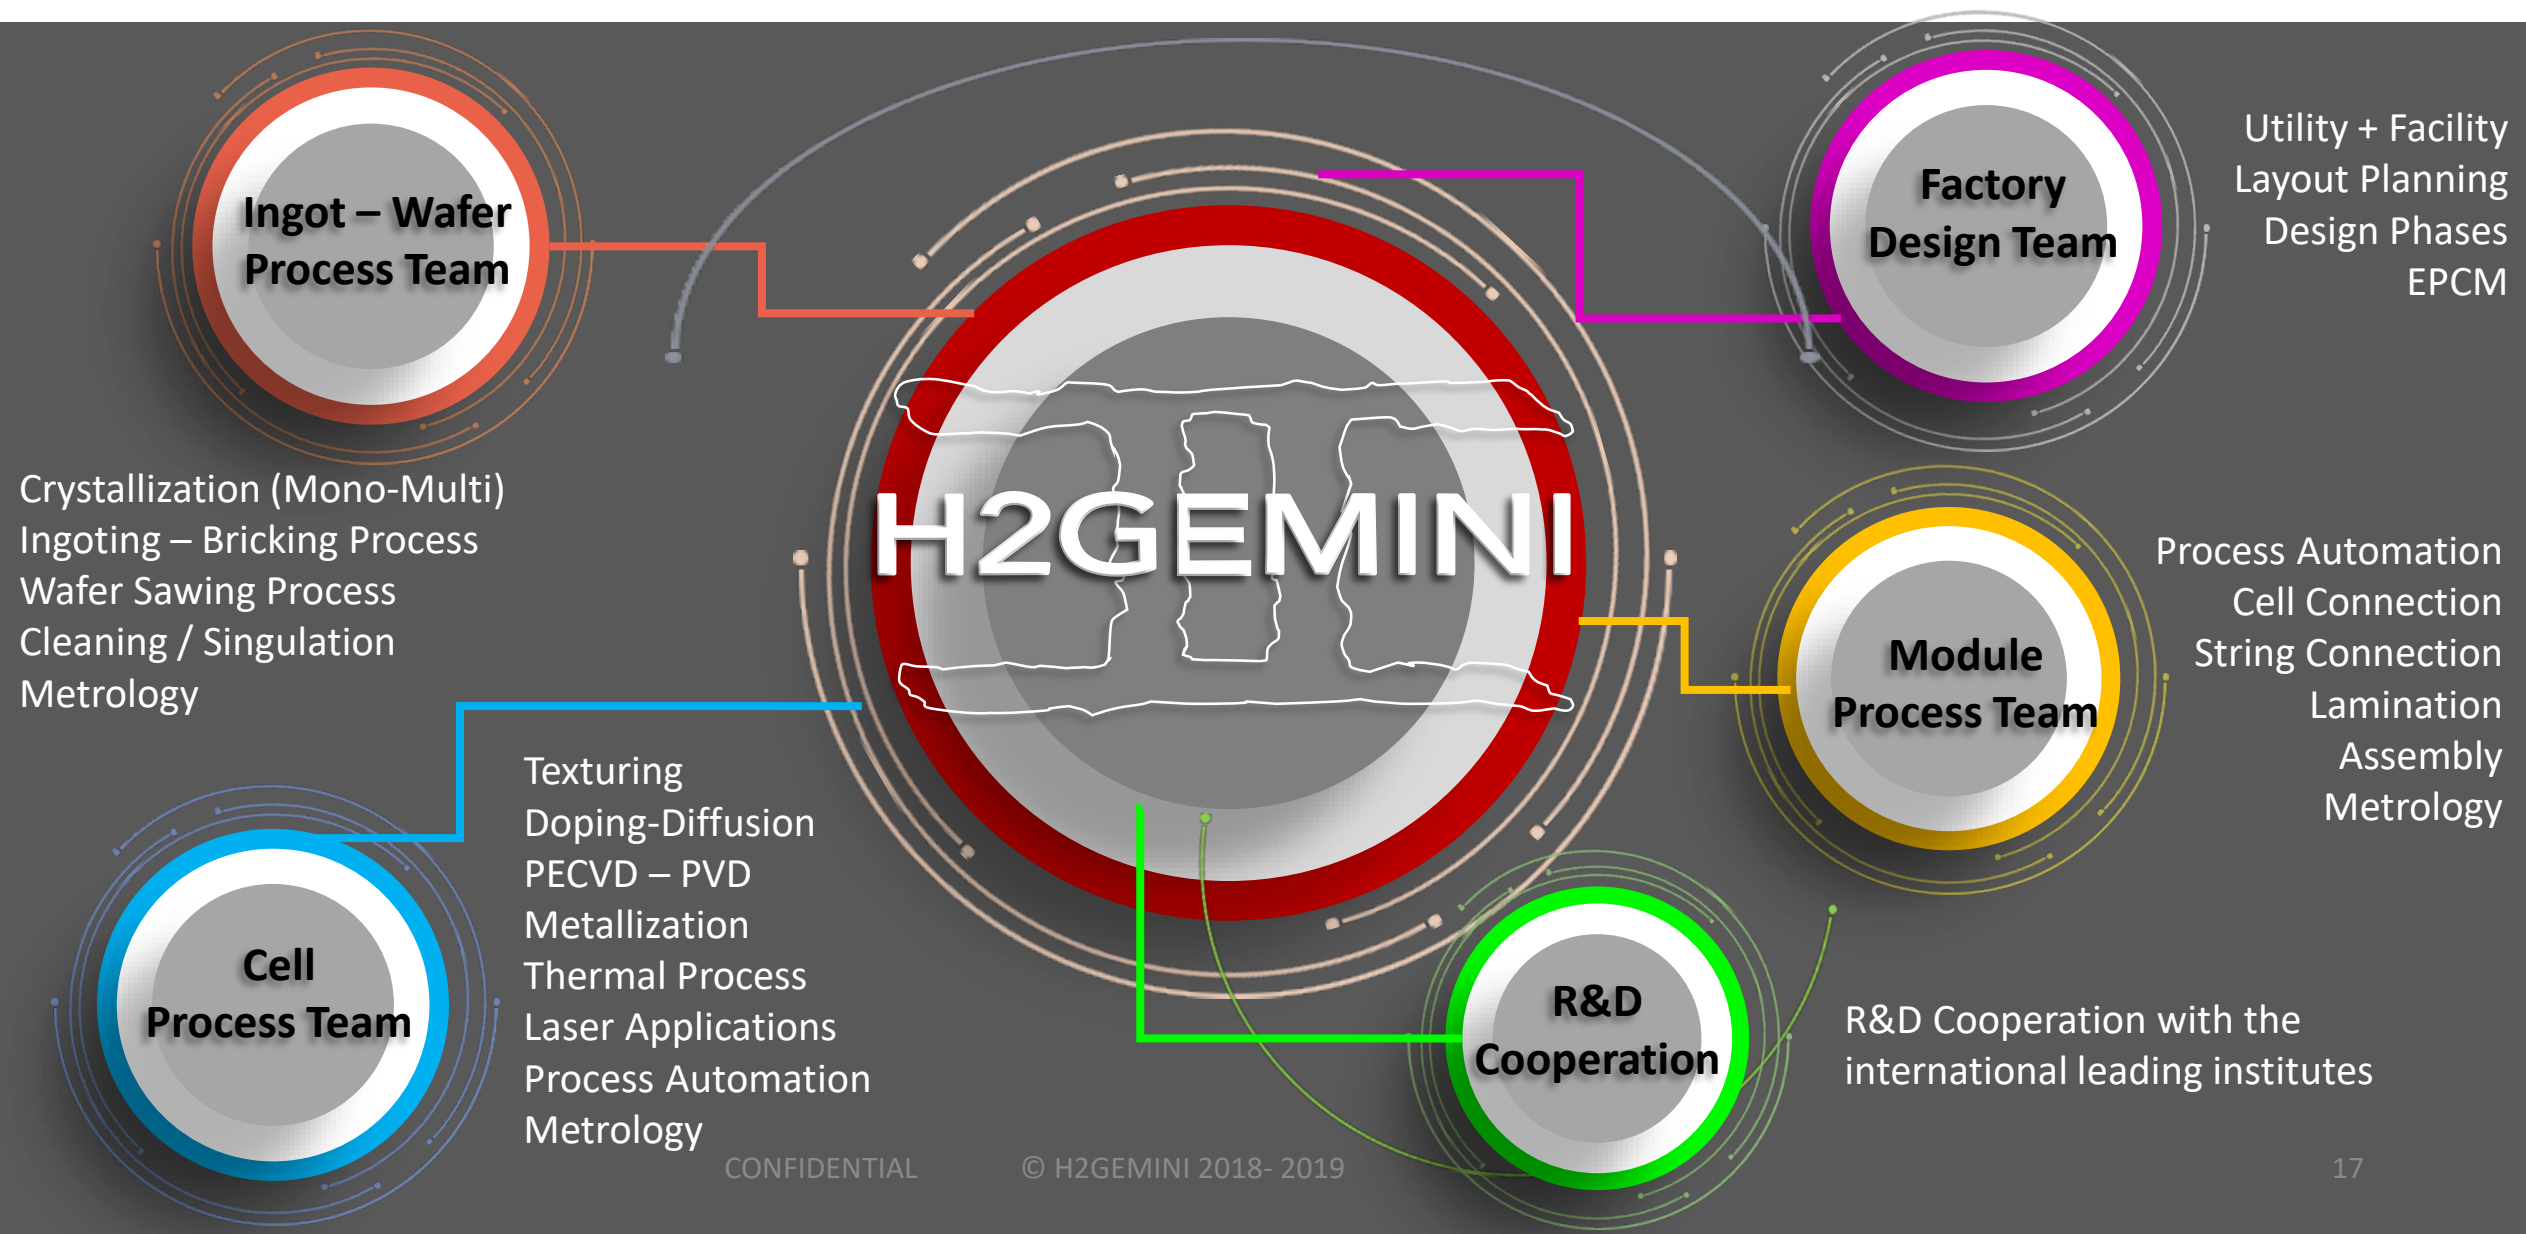 Ingot – Wafer
Process Team
Crystallization (Mono-Multi)
Ingoting – Bricking Process
Wafer Sawing Process
Cleaning / Singulation
Metrology
Cell
Process Team
Texturing
Doping-Diffusion
PECVD – PVD
Metallization
Thermal Process
Laser Applications
Process Automation
Metrology
H2GEMINI
Factory
Design Team
Utility + Facility
Layout Planning
Design Phases
EPCM
Module
Process Team
Process Automation
Cell Connection
String Connection
Lamination
Assembly
Metrology
R&D
Cooperation
R&D Cooperation with the
international leading institutes
CONFIDENTIAL
© H2GEMINI 2018- 2019
17